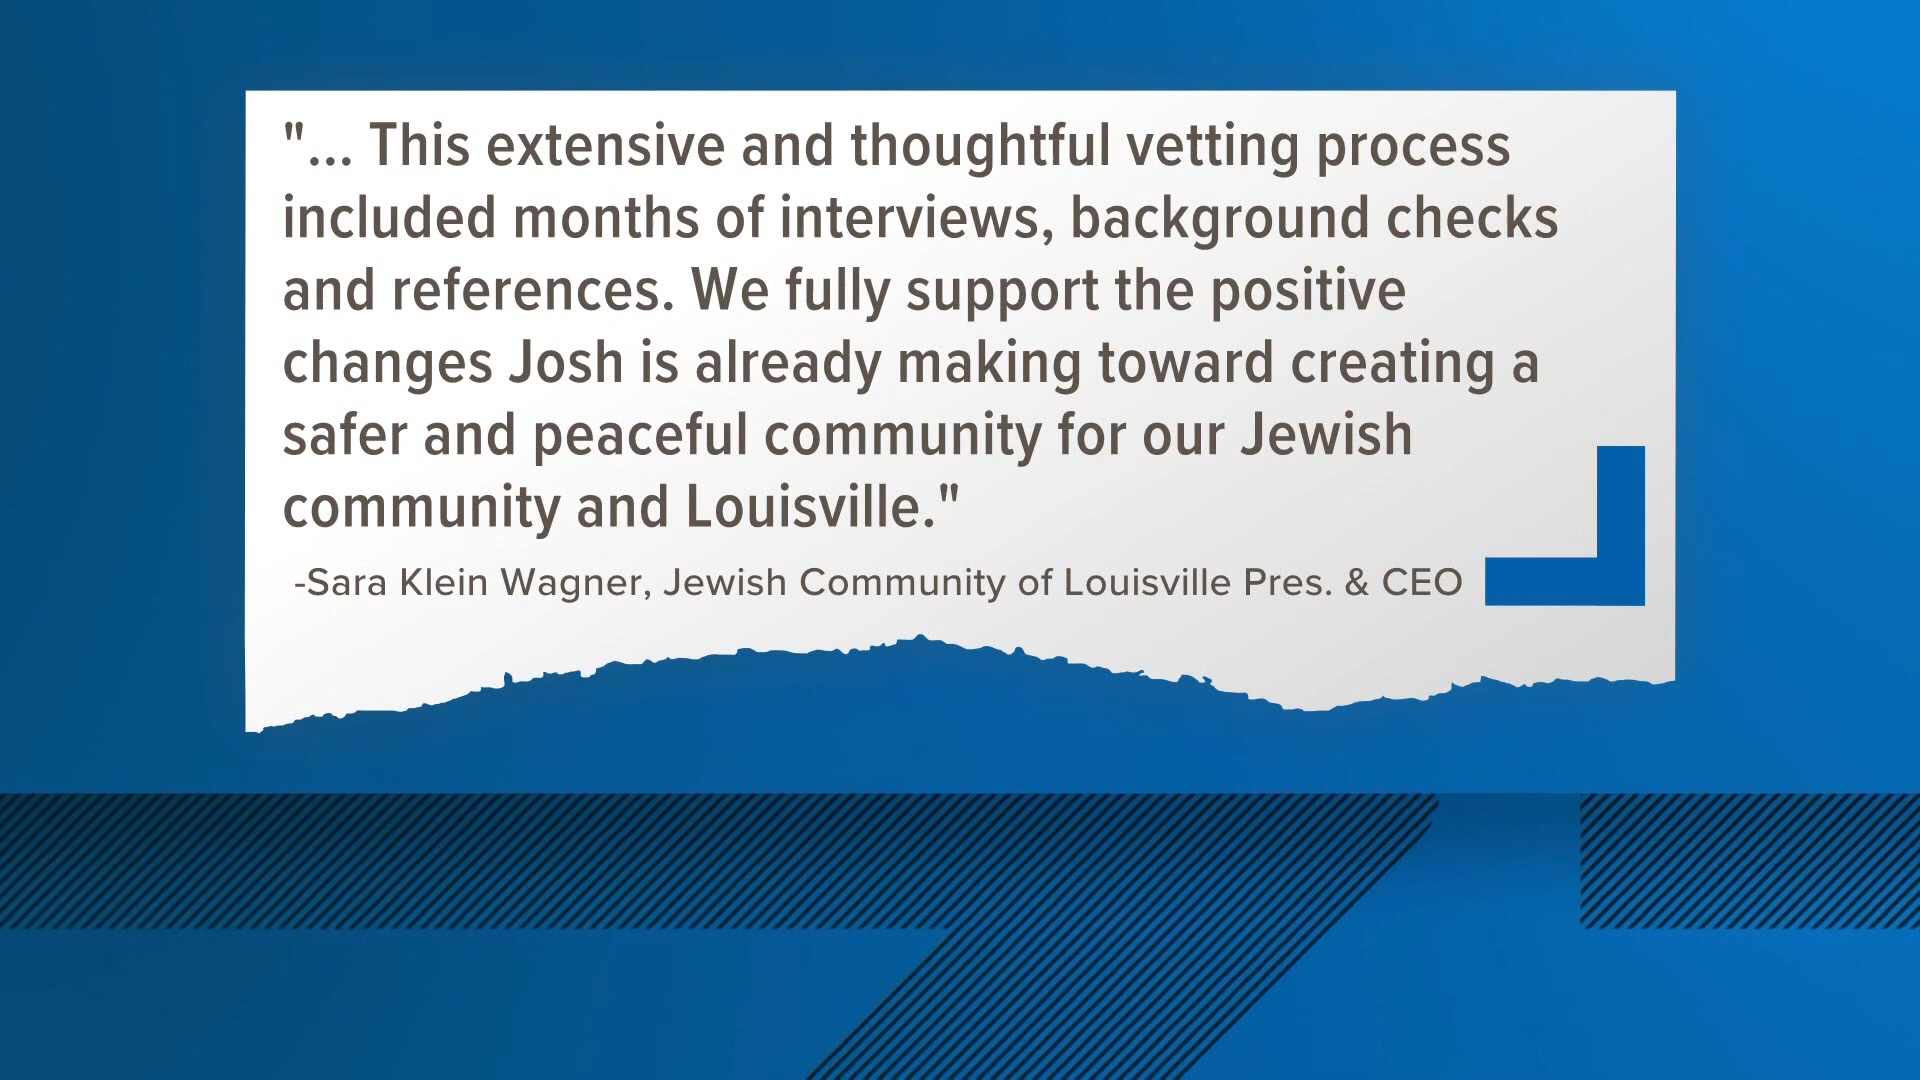 "... This extensive and thoughtful vetting process
included months of interviews, background checks
and references. We fully support the positive
changes Josh is already making toward creating a
safer and peaceful community for our Jewish
community and Louisville."
-Sara Klein Wagner, Jewish Community of Louisville Pres. & CEO